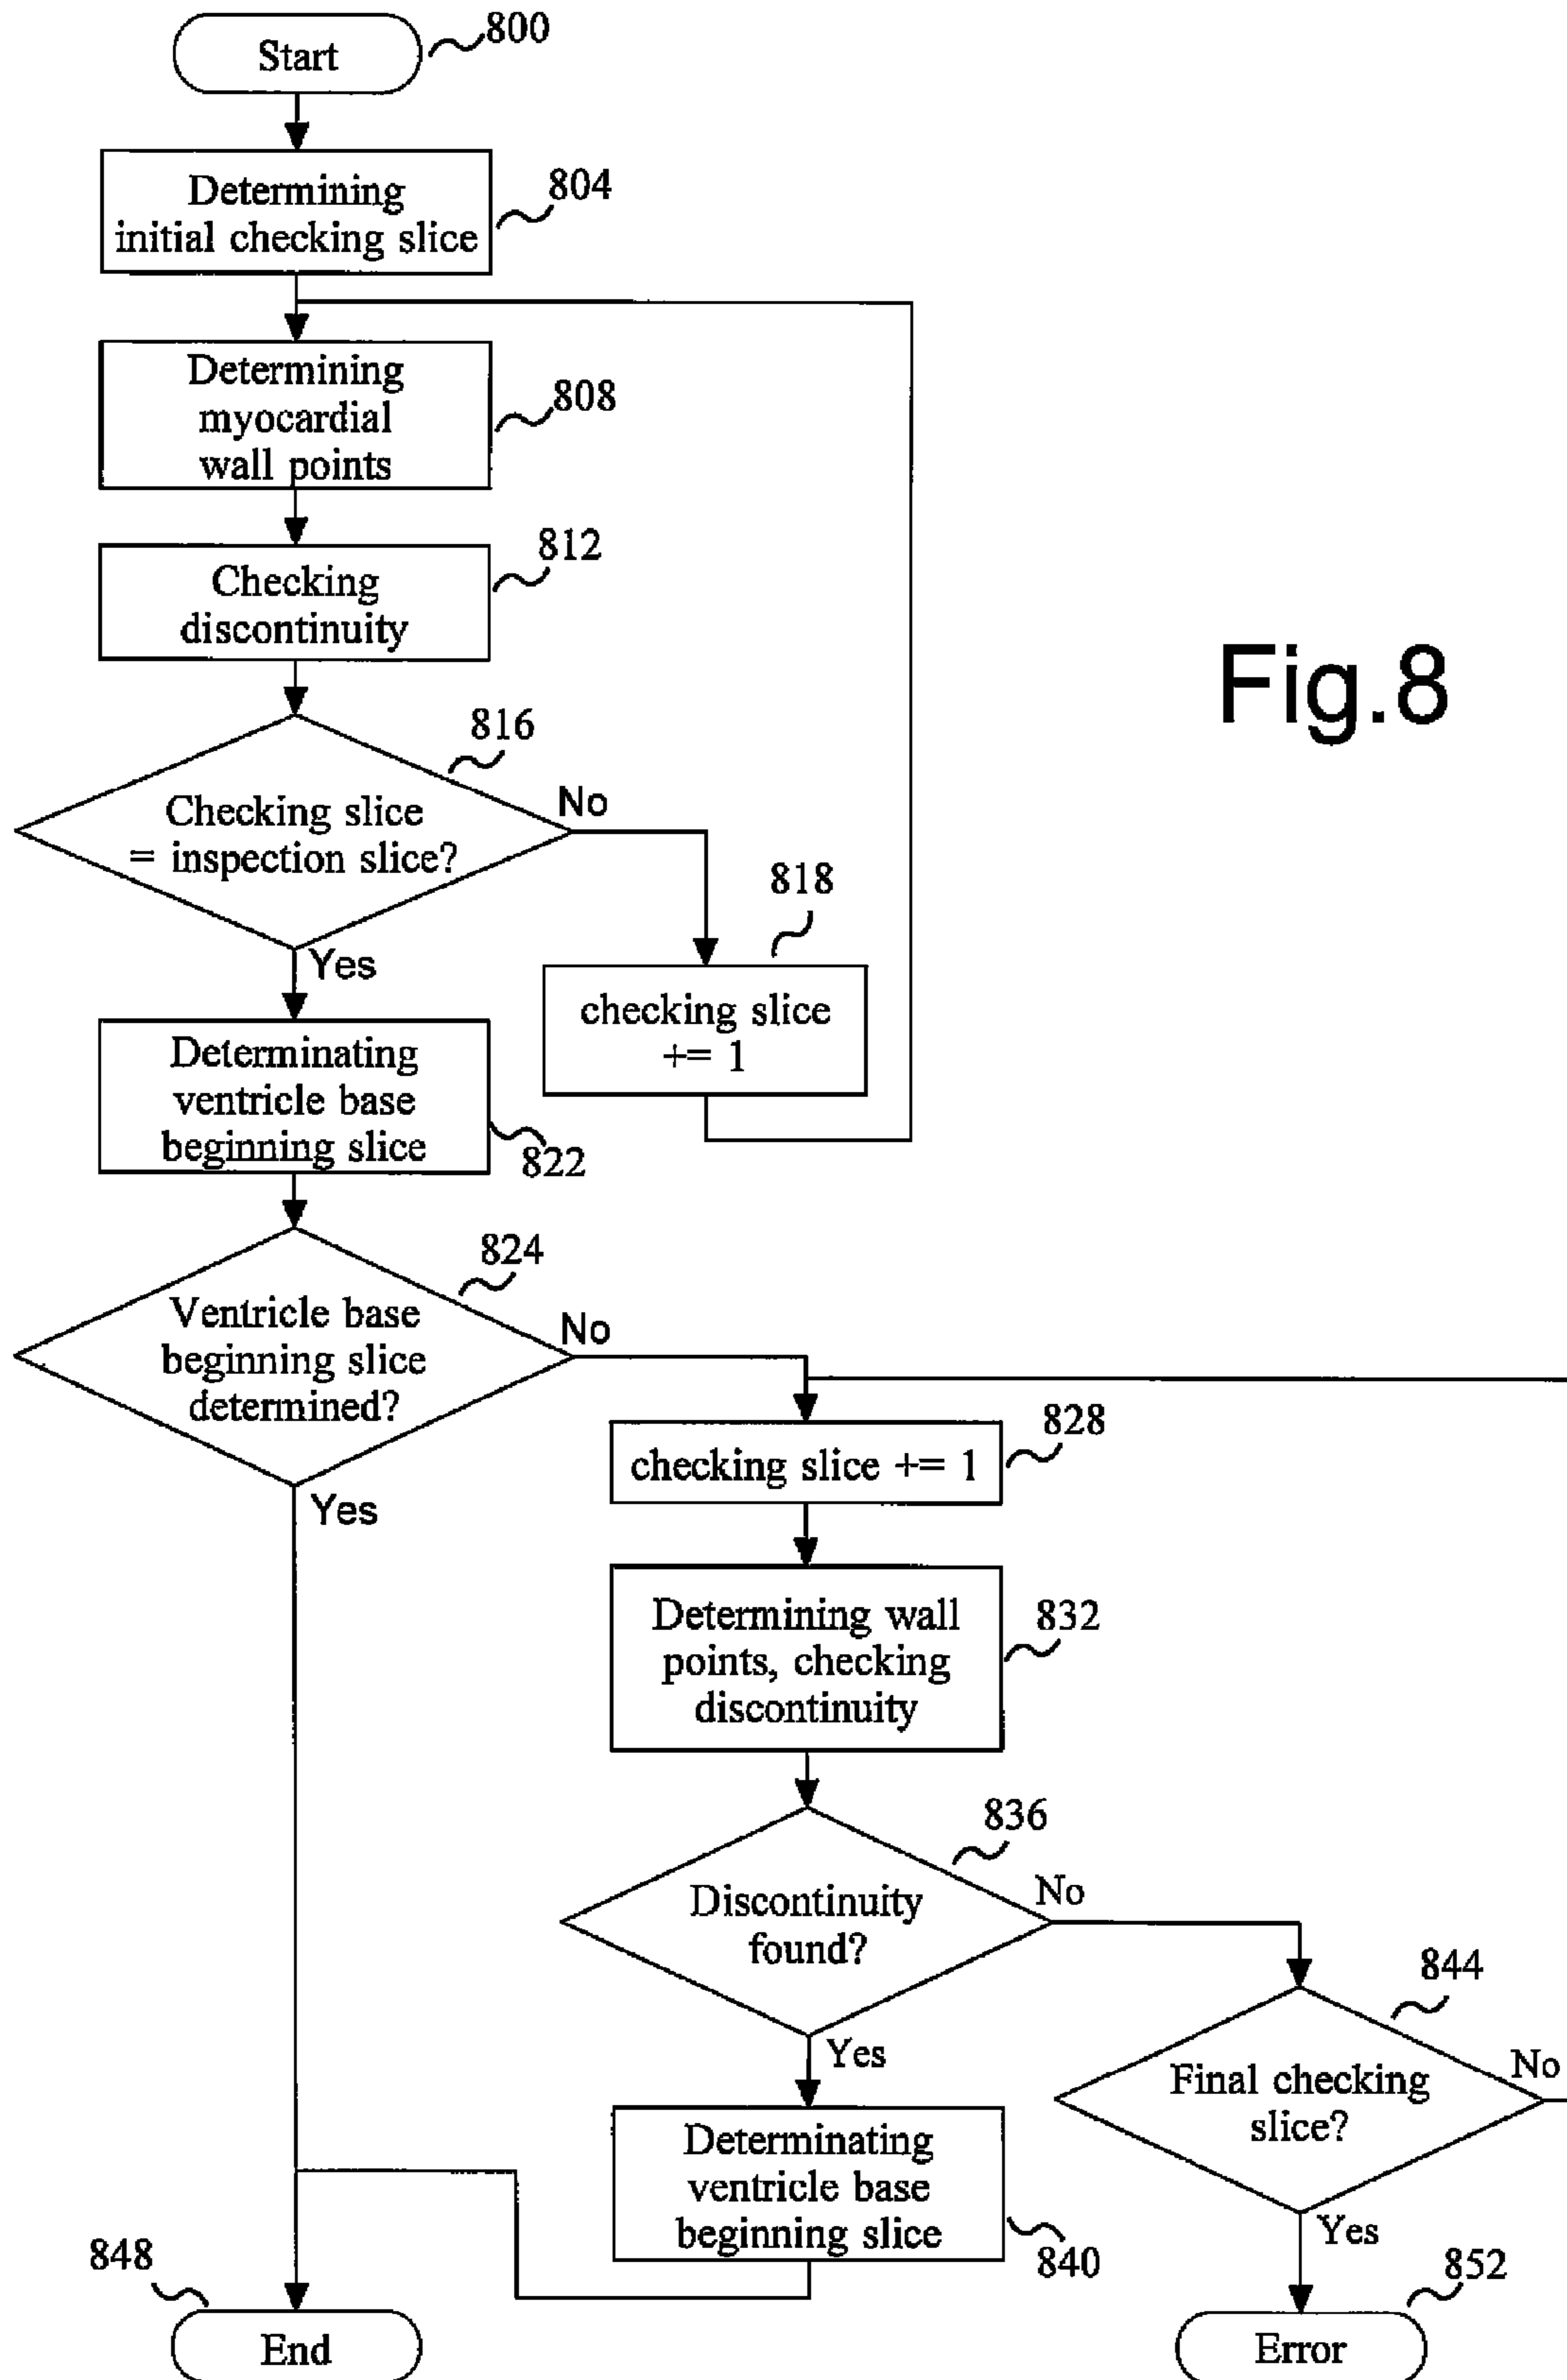 Start
800
Determining
initial checking slice
804
Determining
myocardial
wall points
808
Checking
discontinuity
812
Fig.8
816
Checking slice
= inspection slice?
No
Yes
818
checking slice
+= 1
Determinating
ventricle base
beginning slice
822
824
Ventricle base
beginning slice
determined?
No
Yes
checking slice += 1
828
Determining wall
points, checking
discontinuity
832
836
Discontinuity
found?
No
Yes
844
Final checking
slice?
No
Yes
Determinating
ventricle base
beginning slice
840
848
End
852
Error